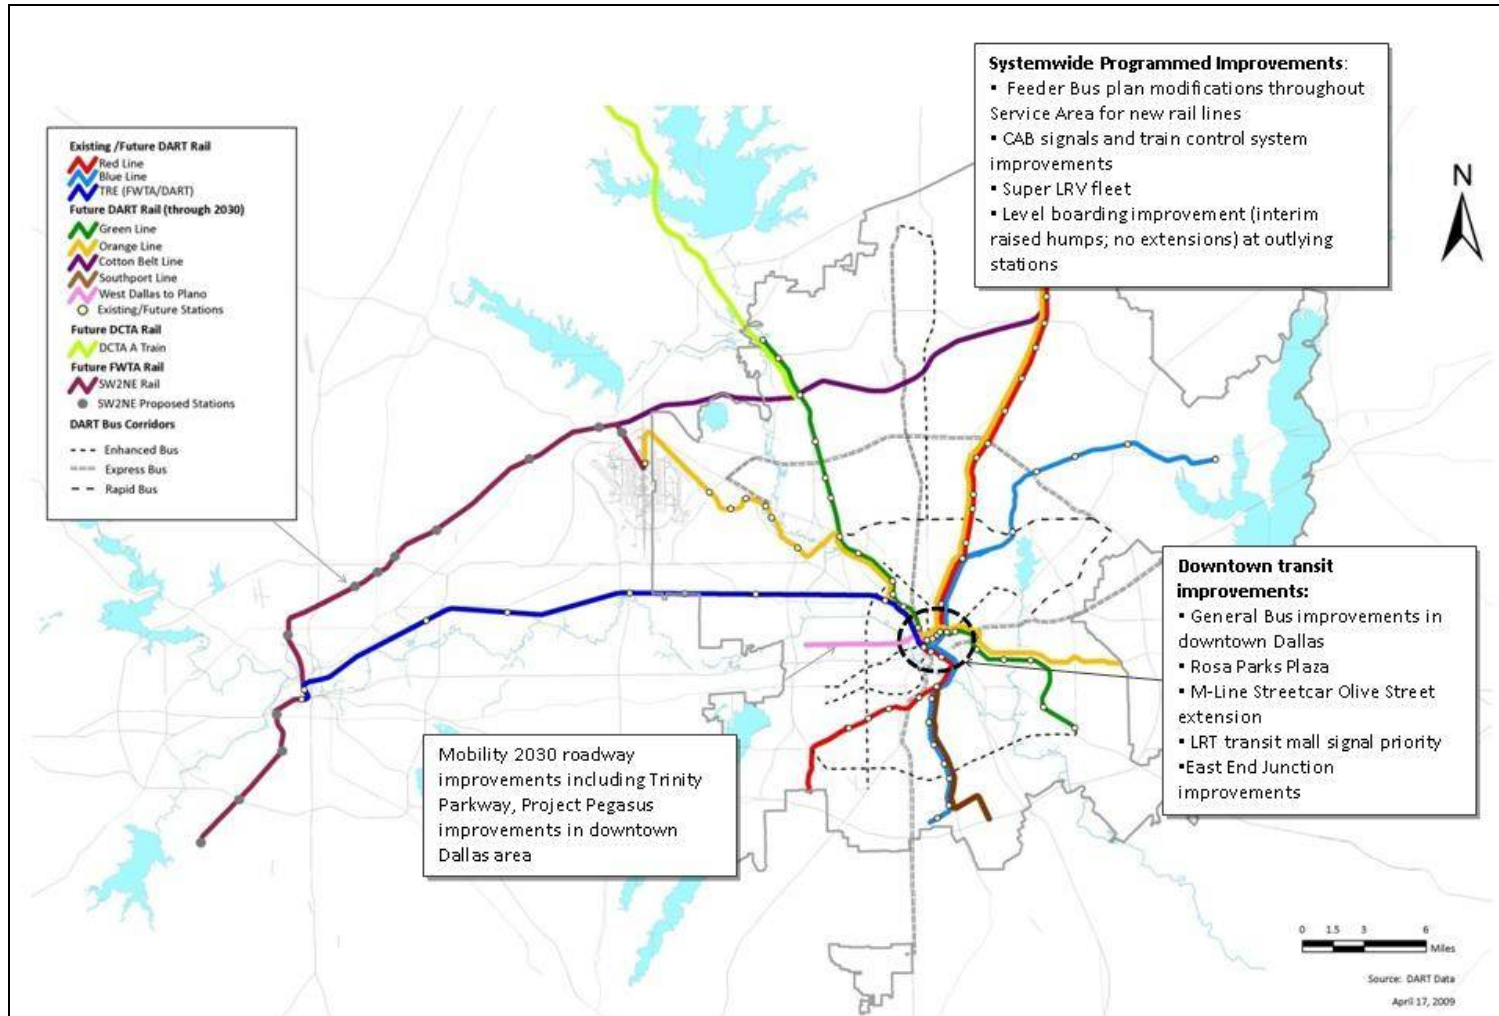 Systemwide Programmed Improvements:
▪ Feeder Bus plan modifications throughout
Service Area for new rail lines
▪ CAB signals and train control system
improvements
▪ Super LRV fleet
▪ Level boarding improvement (interim
raised humps; no extensions) at outlying
stations
Existing /Future DART Rail
Red Line
Blue Line
TRE (FWTA/DART)
Future DART Rail (through 2030)
Green Line
Orange Line
Cotton Belt Line
Southport Line
West Dallas to Plano
Existing/Future Stations
Future DCTA Rail
DCTA A Train
Future FWTA Rail
SW2NE Rail
SW2NE Proposed Stations
DART Bus Corridors
Enhanced Bus
Express Bus
Rapid Bus
N
Downtown transit
improvements:
▪ General Bus improvements in
downtown Dallas
▪ Rosa Parks Plaza
▪ M-Line Streetcar Olive Street
extension
▪ LRT transit mall signal priority
▪East End Junction
improvements
Mobility 2030 roadway
improvements including Trinity
Parkway, Project Pegasus
improvements in downtown
Dallas area
0 1.5 3 6
Miles
Source: DART Data
April 17, 2009